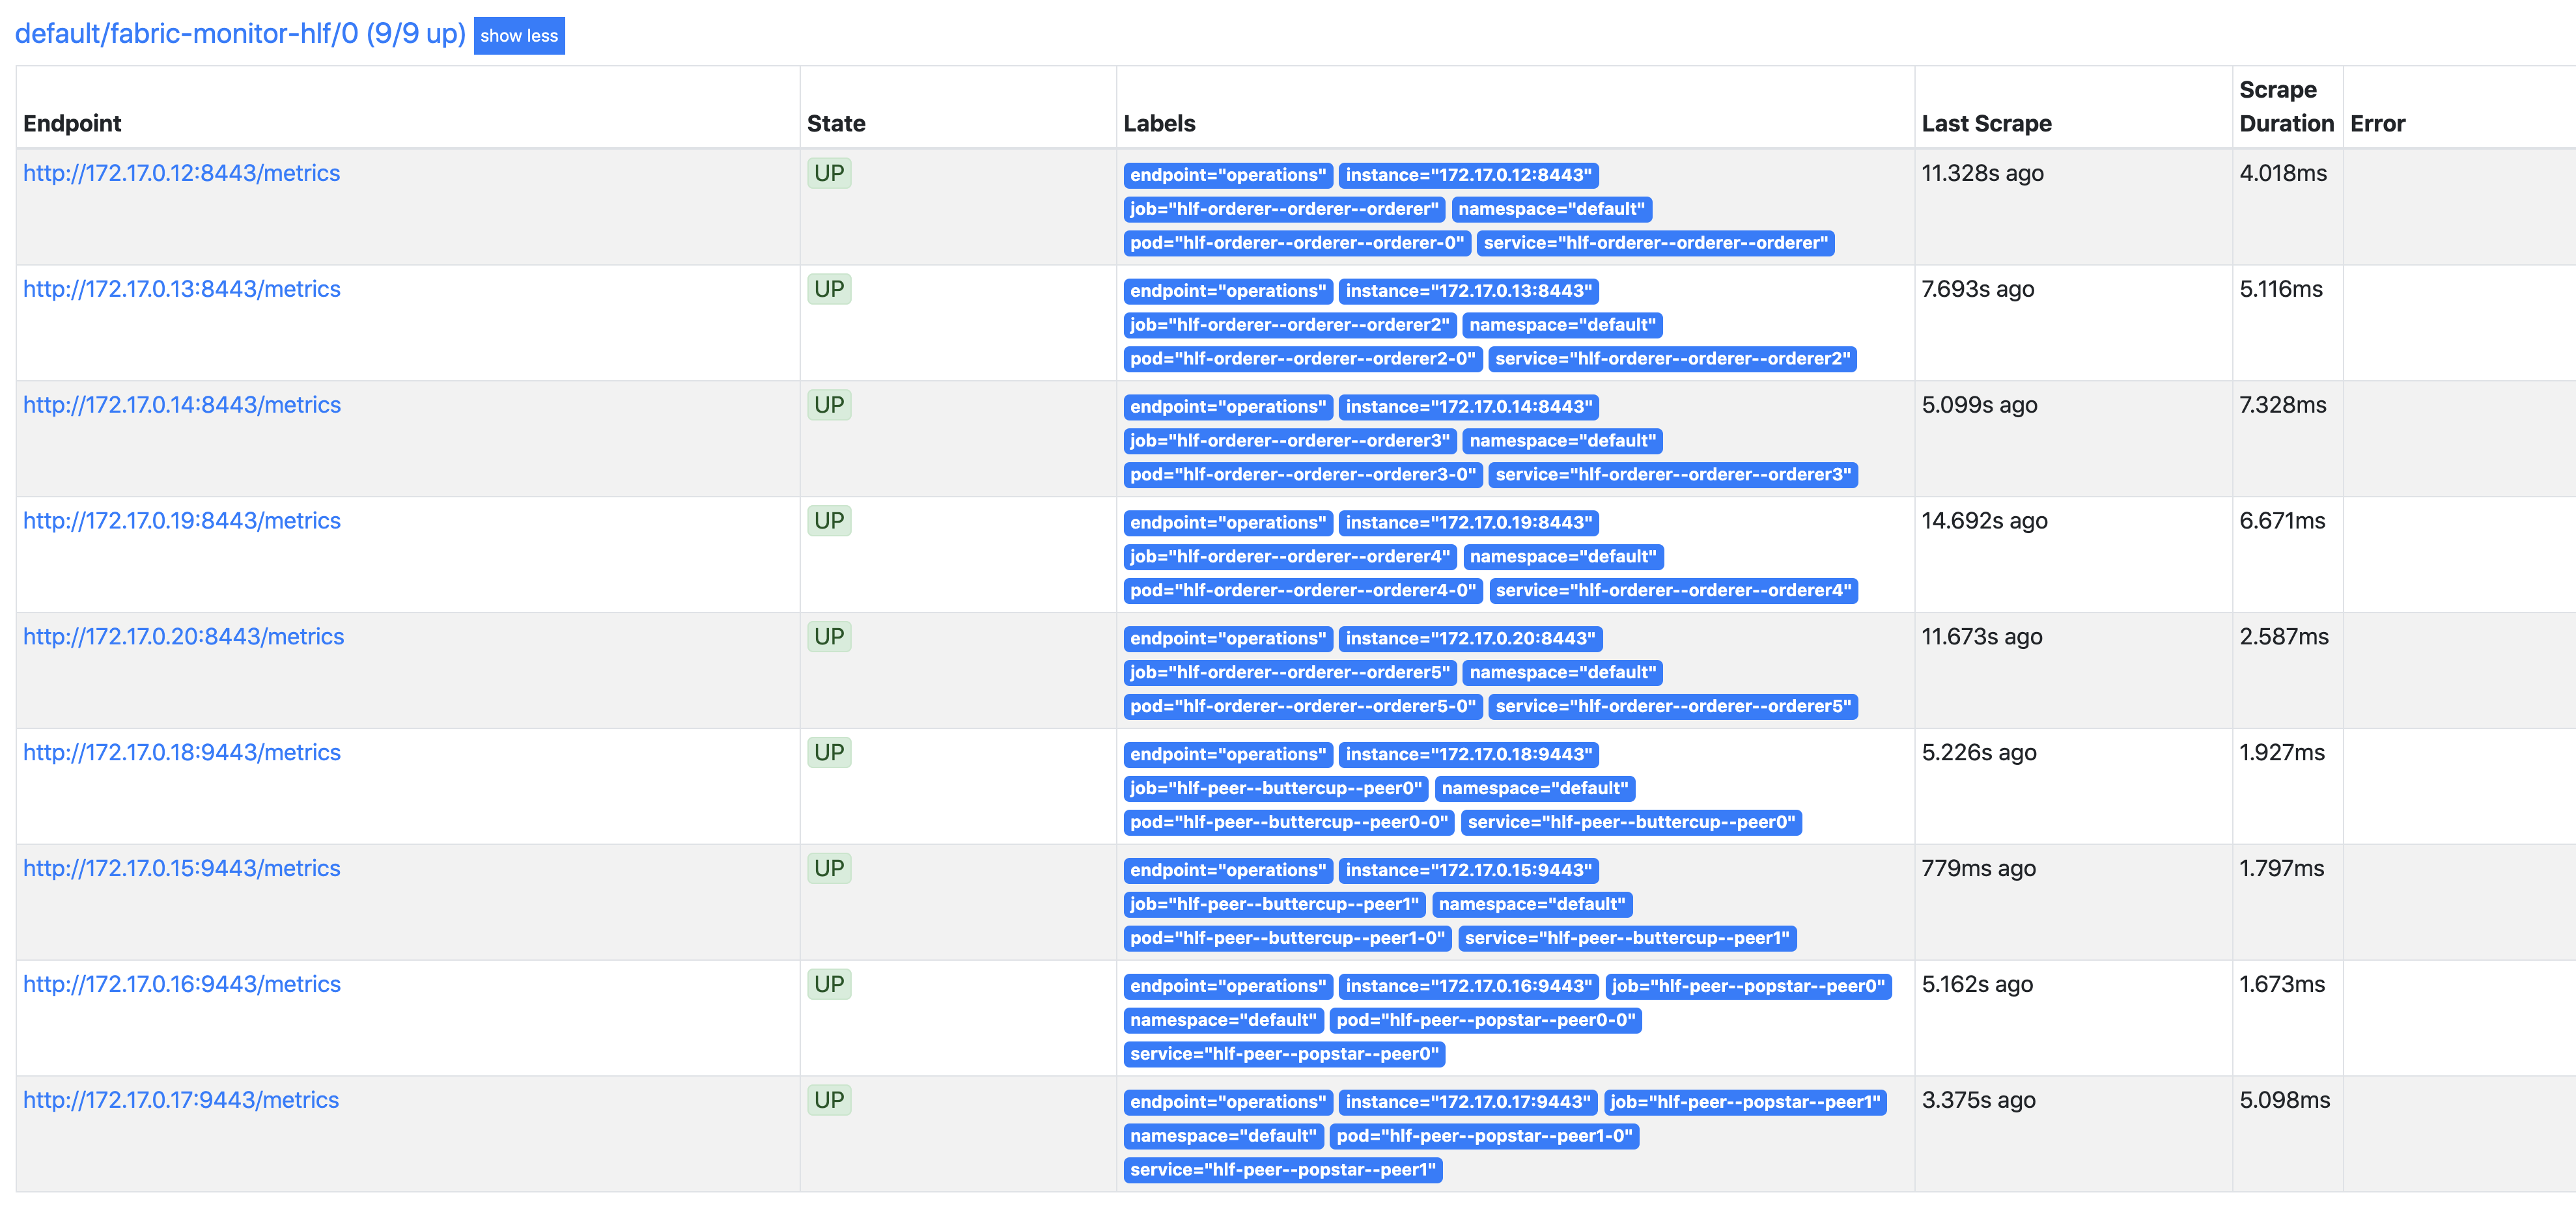 default/fabric-monitor-hlf/0 (9/9 up) show less
Endpoint State Labels Last Scrape Scrape Duration Error
http://172.17.0.12:8443/metrics UP endpoint="operations" instance="172.17.0.12:8443" 11.328s ago 4.018ms
job="hlf-orderer--orderer--orderer" namespace="default"
pod="hlf-orderer--orderer--orderer-0" service="hlf-orderer--orderer--orderer"
http://172.17.0.13:8443/metrics UP endpoint="operations" instance="172.17.0.13:8443" 7.693s ago 5.116ms
job="hlf-orderer--orderer--orderer2" namespace="default"
pod="hlf-orderer--orderer--orderer2-0" service="hlf-orderer--orderer--orderer2"
http://172.17.0.14:8443/metrics UP endpoint="operations" instance="172.17.0.14:8443" 5.099s ago 7.328ms
job="hlf-orderer--orderer--orderer3" namespace="default"
pod="hlf-orderer--orderer--orderer3-0" service="hlf-orderer--orderer--orderer3"
http://172.17.0.19:8443/metrics UP endpoint="operations" instance="172.17.0.19:8443" 14.692s ago 6.671ms
job="hlf-orderer--orderer--orderer4" namespace="default"
pod="hlf-orderer--orderer--orderer4-0" service="hlf-orderer--orderer--orderer4"
http://172.17.0.20:8443/metrics UP endpoint="operations" instance="172.17.0.20:8443" 11.673s ago 2.587ms
job="hlf-orderer--orderer--orderer5" namespace="default"
pod="hlf-orderer--orderer--orderer5-0" service="hlf-orderer--orderer--orderer5"
http://172.17.0.18:9443/metrics UP endpoint="operations" instance="172.17.0.18:9443" 5.226s ago 1.927ms
job="hlf-peer--buttercup--peer0" namespace="default"
pod="hlf-peer--buttercup--peer0-0" service="hlf-peer--buttercup--peer0"
http://172.17.0.15:9443/metrics UP endpoint="operations" instance="172.17.0.15:9443" 779ms ago 1.797ms
job="hlf-peer--buttercup--peer1" namespace="default"
pod="hlf-peer--buttercup--peer1-0" service="hlf-peer--buttercup--peer1"
http://172.17.0.16:9443/metrics UP endpoint="operations" instance="172.17.0.16:9443" job="hlf-peer--popstar--peer0" 5.162s ago 1.673ms
namespace="default" pod="hlf-peer--popstar--peer0-0"
service="hlf-peer--popstar--peer0"
http://172.17.0.17:9443/metrics UP endpoint="operations" instance="172.17.0.17:9443" job="hlf-peer--popstar--peer1" 3.375s ago 5.098ms
namespace="default" pod="hlf-peer--popstar--peer1-0"
service="hlf-peer--popstar--peer1"